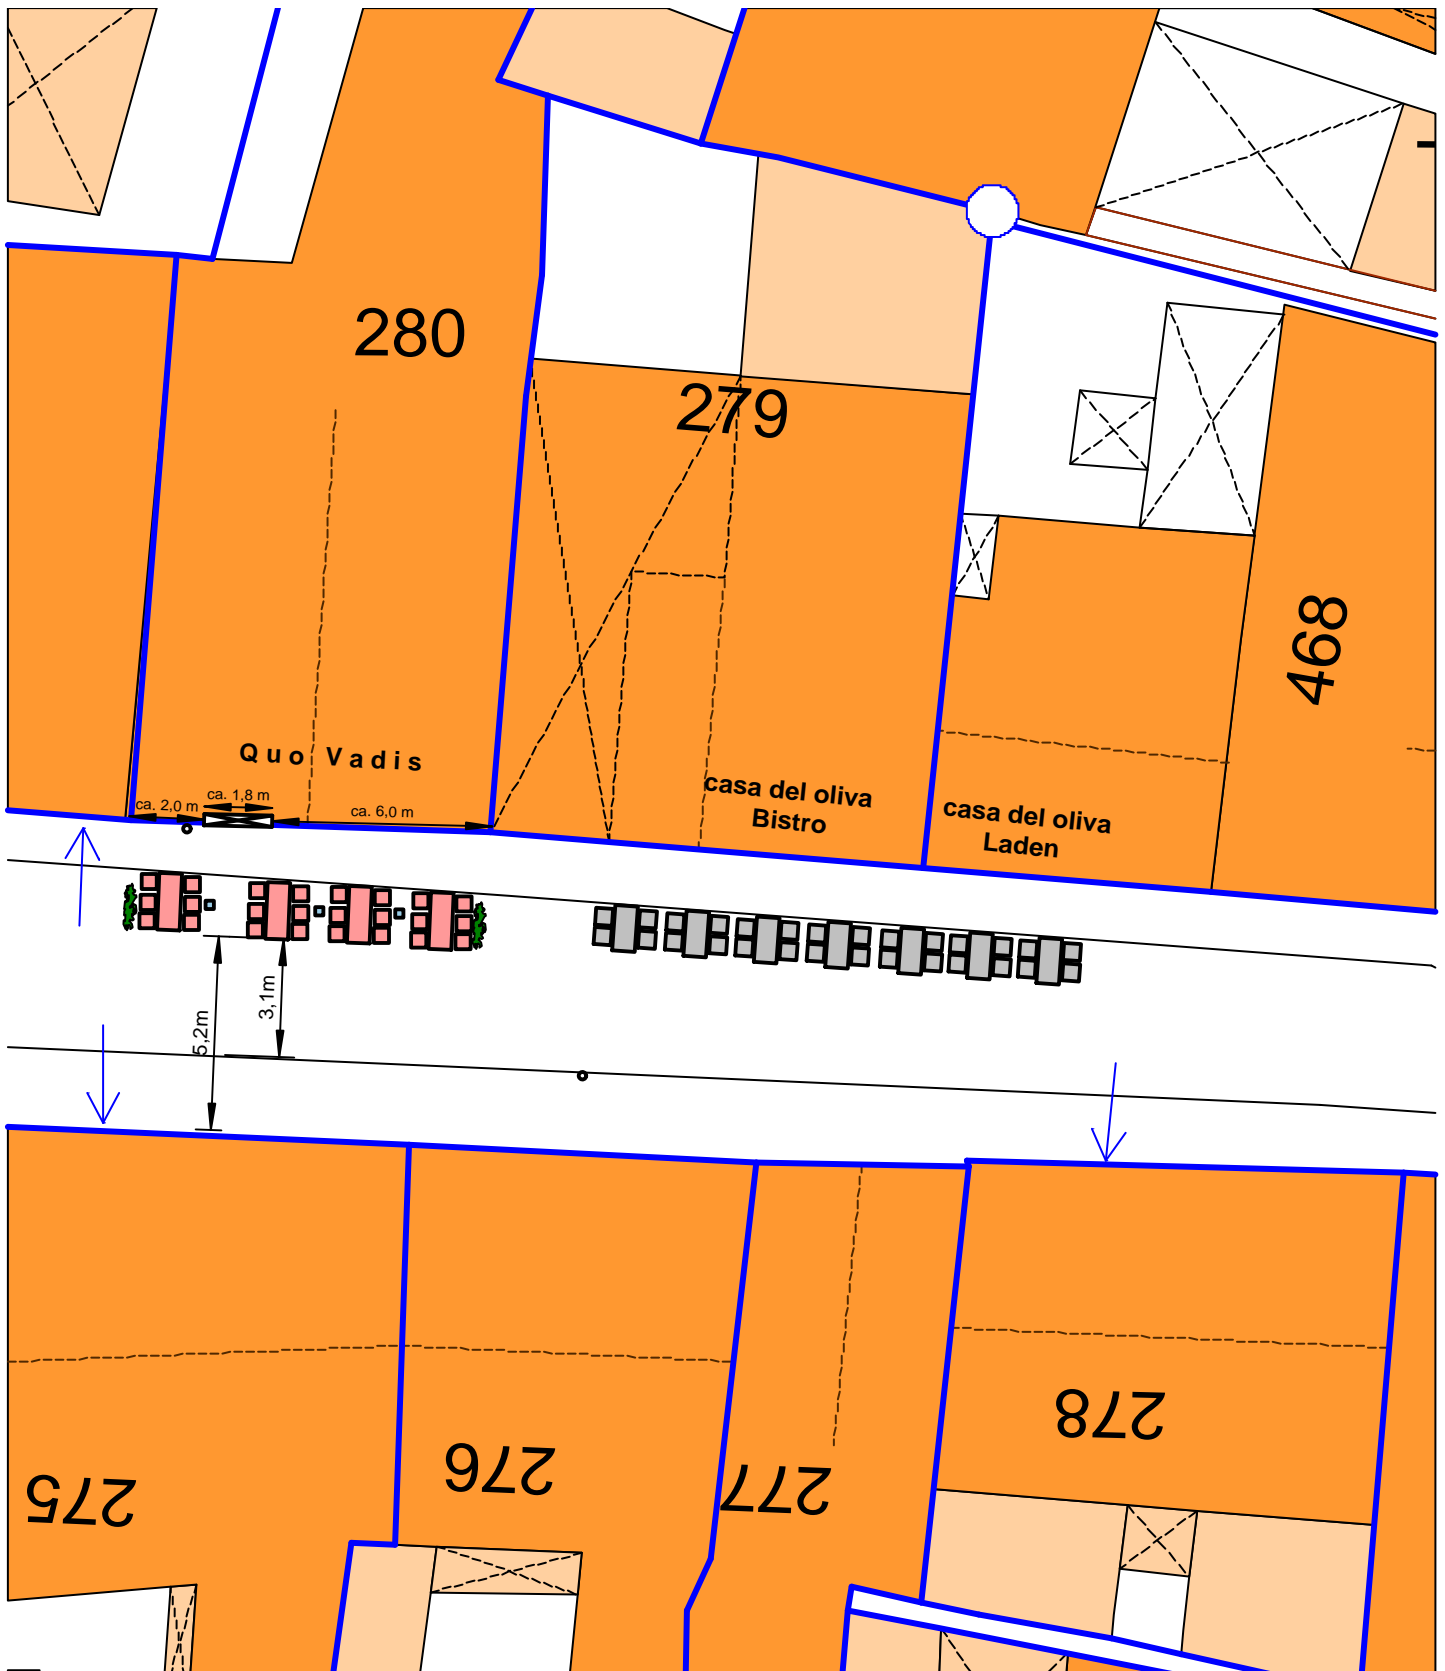 280
279
468
Quo Vadis
casa del oliva
Bistro
casa del oliva
Laden
ca. 2,0 m
ca. 1,8 m
ca. 6,0 m
3,1m
5,2m
278
276
277
275